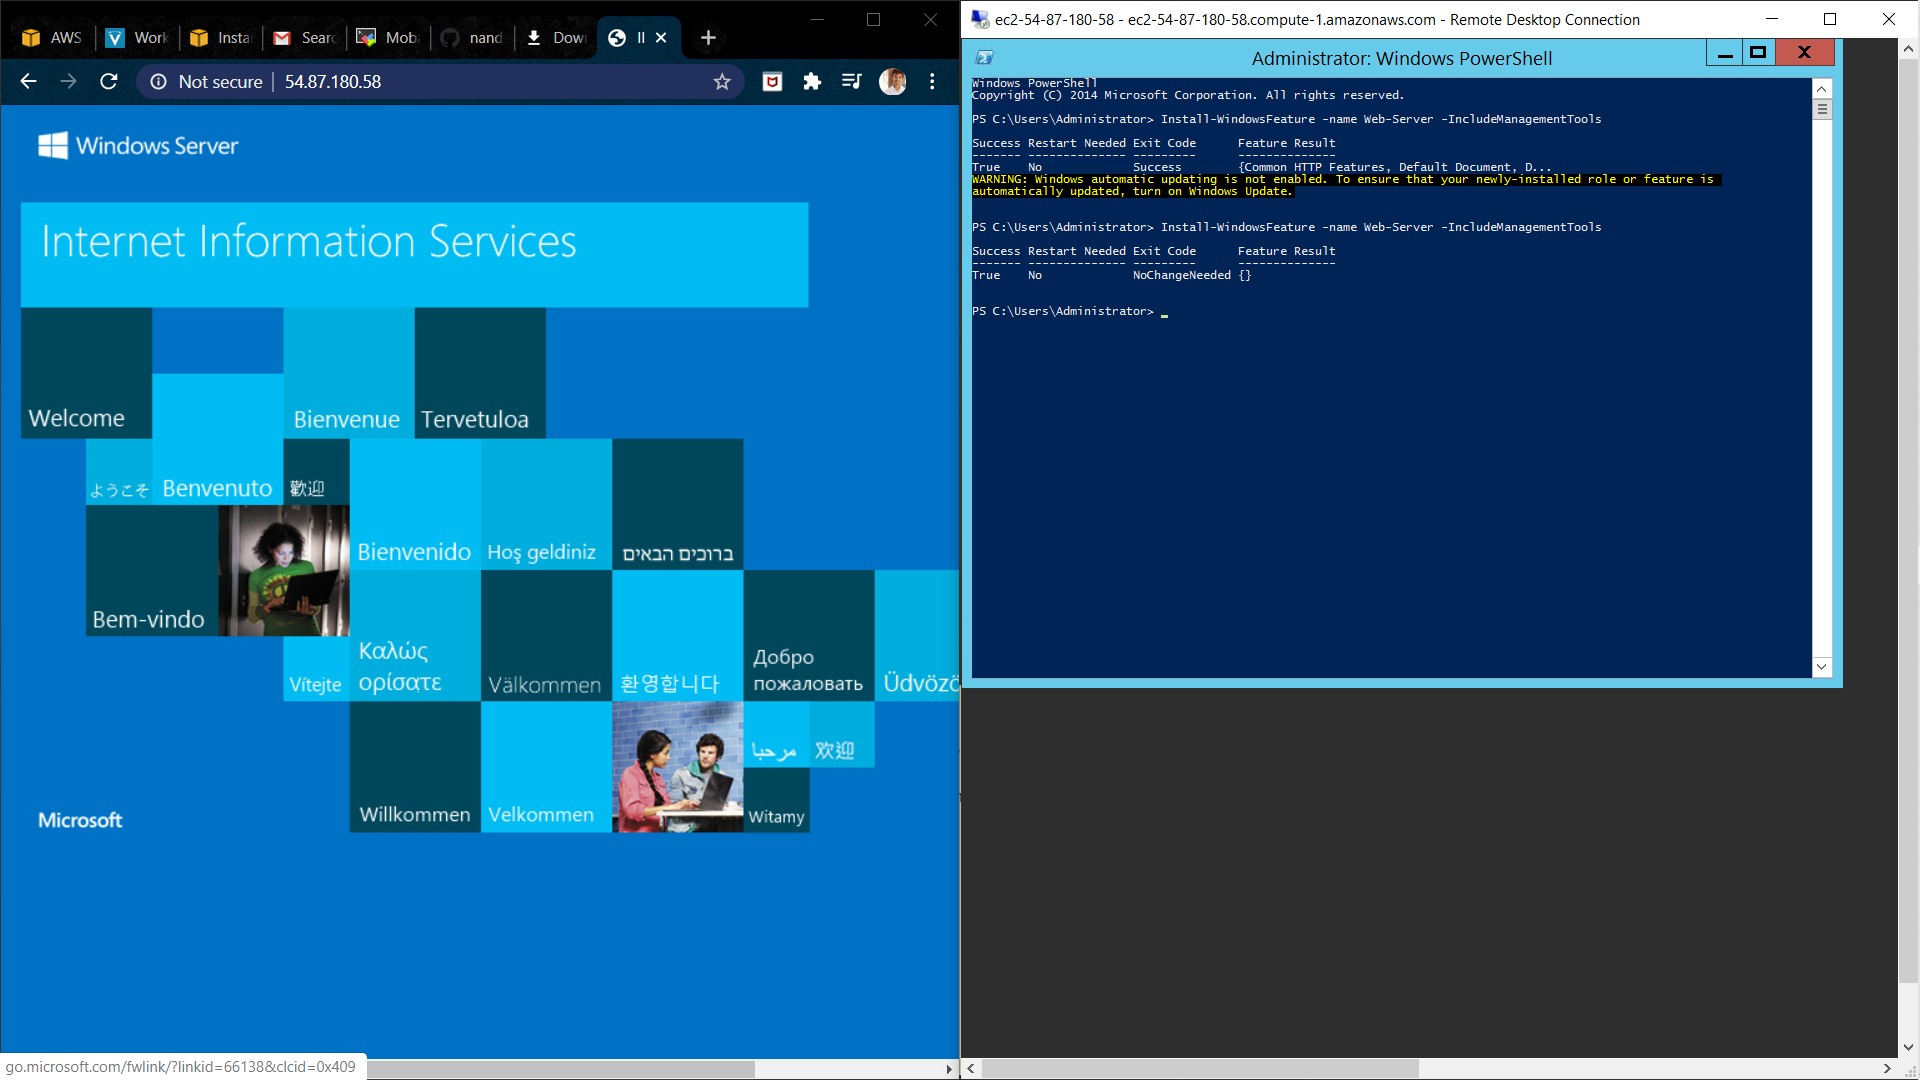 AWS
Work
Insta
Sear
Mob
nand
Dow
II
Not secure
54.87.180.58
Windows Server
Internet Information Services
Welcome
Bienvenue
Tervetuloa
ようこそ
Benvenuto
歡迎
Bienvenido
Hoş geldiniz
ברוכים הבאים
Bem-vindo
Vítejte
Καλώς
ορίσατε
Välkommen
환영합니다
Добро
пожаловать
Üdvözö
مرحبا
欢迎
Willkommen
Velkommen
Witamy
Microsoft
go.microsoft.com/fwlink/?linkid=66138&clcid=0x409
ec2-54-87-180-58 - ec2-54-87-180-58.compute-1.amazonaws.com - Remote Desktop Connection
Administrator: Windows PowerShell
Windows PowerShell
Copyright (C) 2014 Microsoft Corporation. All rights reserved.
PS C:\Users\Administrator> Install-WindowsFeature -name Web-Server -IncludeManagementTools
Success Restart Needed Exit Code      Feature Result
------- -------------- ---------      --------------
True    No             Success        {Common HTTP Features, Default Document, D...
WARNING: Windows automatic updating is not enabled. To ensure that your newly-installed role or feature is
automatically updated, turn on Windows Update.
PS C:\Users\Administrator> Install-WindowsFeature -name Web-Server -IncludeManagementTools
Success Restart Needed Exit Code      Feature Result
------- -------------- ---------      --------------
True    No             NoChangeNeeded {}
PS C:\Users\Administrator> _